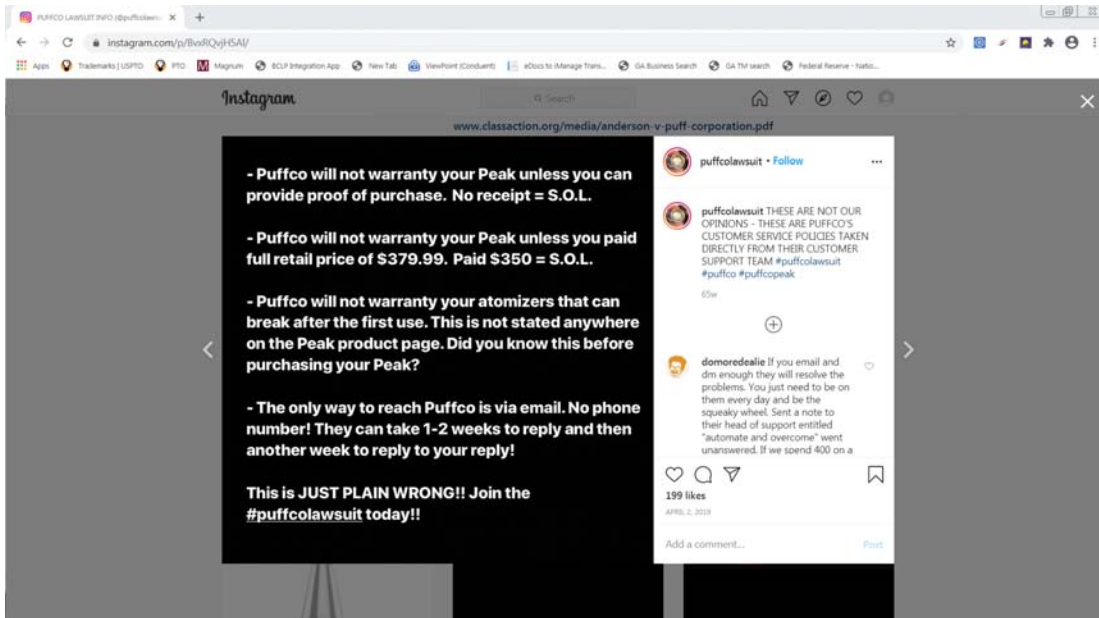 PUFFCO LAWSUIT INFO (@puffcolawsu
instagram.com/p/BvxRQvjH5AI/
Apps Trademarks | USPTO PTO Magnum BCLP Integration App New Tab ViewPoint (Conduent) eDocs to iManage Trans... GA Business Search GA TM search Federal Reserve - Natio...
Instagram
Search
www.classaction.org/media/anderson-v-puff-corporation.pdf
- Puffco will not warranty your Peak unless you can
provide proof of purchase. No receipt = S.O.L.
- Puffco will not warranty your Peak unless you paid
full retail price of $379.99. Paid $350 = S.O.L.
- Puffco will not warranty your atomizers that can
break after the first use. This is not stated anywhere
on the Peak product page. Did you know this before
purchasing your Peak?
- The only way to reach Puffco is via email. No phone
number! They can take 1-2 weeks to reply and then
another week to reply to your reply!
This is JUST PLAIN WRONG!! Join the
#puffcolawsuit today!!
puffcolawsuit • Follow
puffcolawsuit THESE ARE NOT OUR
OPINIONS - THESE ARE PUFFCO'S
CUSTOMER SERVICE POLICIES TAKEN
DIRECTLY FROM THEIR CUSTOMER
SUPPORT TEAM #puffcolawsuit
#puffco #puffcopeak
65w
domoredealie If you email and
dm enough they will resolve the
problems. You just need to be on
them every day and be the
squeaky wheel. Sent a note to
their head of support entitled
"automate and overcome" went
unanswered. If we spend 400 on a
199 likes
APRIL 2, 2019
Add a comment...
Post